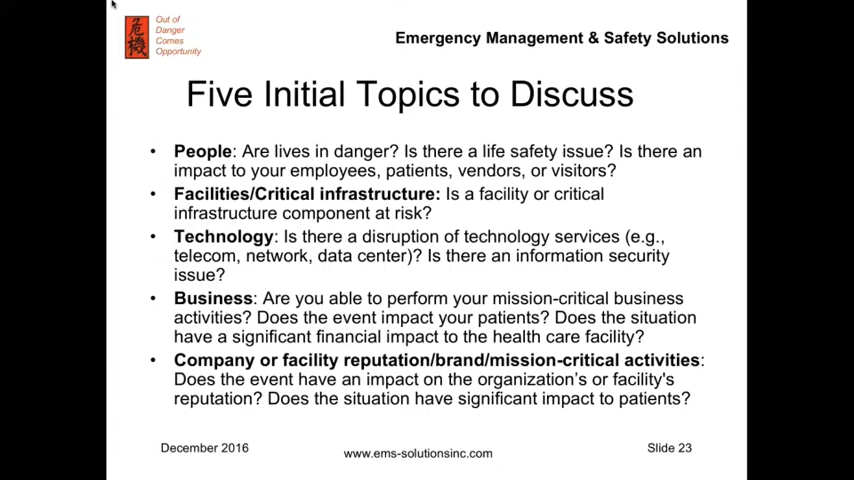 危機
Out of
Danger
Comes
Opportunity
Emergency Management & Safety Solutions
Five Initial Topics to Discuss
• People: Are lives in danger? Is there a life safety issue? Is there an
impact to your employees, patients, vendors, or visitors?
• Facilities/Critical infrastructure: Is a facility or critical
infrastructure component at risk?
• Technology: Is there a disruption of technology services (e.g.,
telecom, network, data center)? Is there an information security
issue?
• Business: Are you able to perform your mission-critical business
activities? Does the event impact your patients? Does the situation
have a significant financial impact to the health care facility?
• Company or facility reputation/brand/mission-critical activities:
Does the event have an impact on the organization's or facility's
reputation? Does the situation have significant impact to patients?
December 2016
www.ems-solutionsinc.com
Slide 23